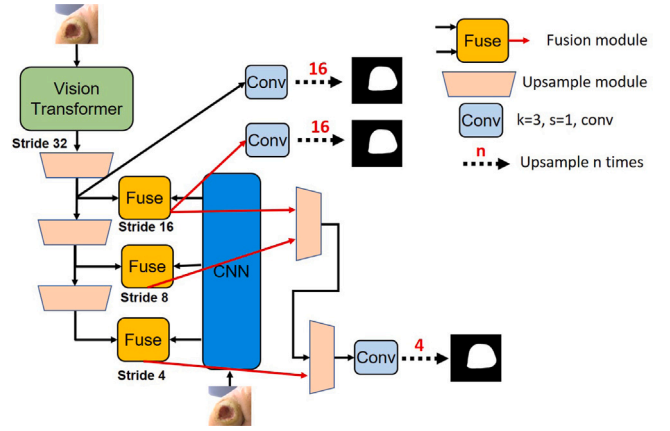 Vision
Transformer
Stride 32
Conv
16
Conv
16
Fuse
Stride 16
Fuse
Stride 8
Fuse
Stride 4
CNN
Conv
4
Fuse
Fusion module
Upsample module
Conv
k=3, s=1, conv
n
Upsample n times